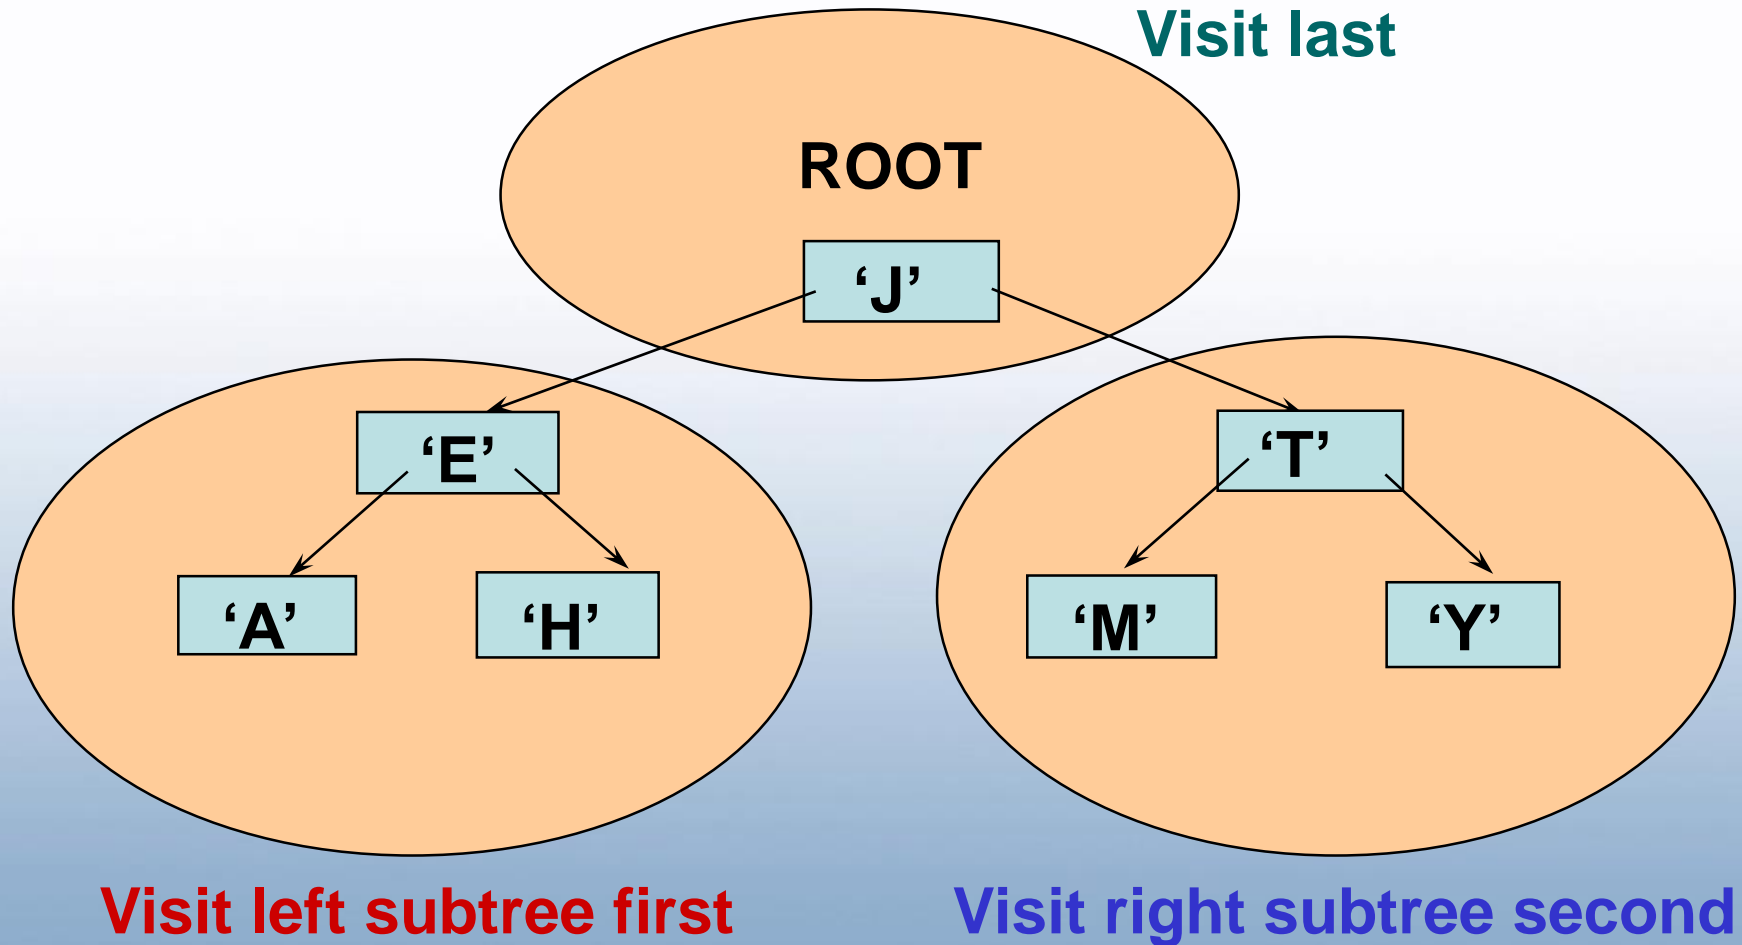 Visit last
ROOT
‘J’
‘E’
‘T’
‘A’
‘H’
‘M’
‘Y’
Visit left subtree first
Visit right subtree second